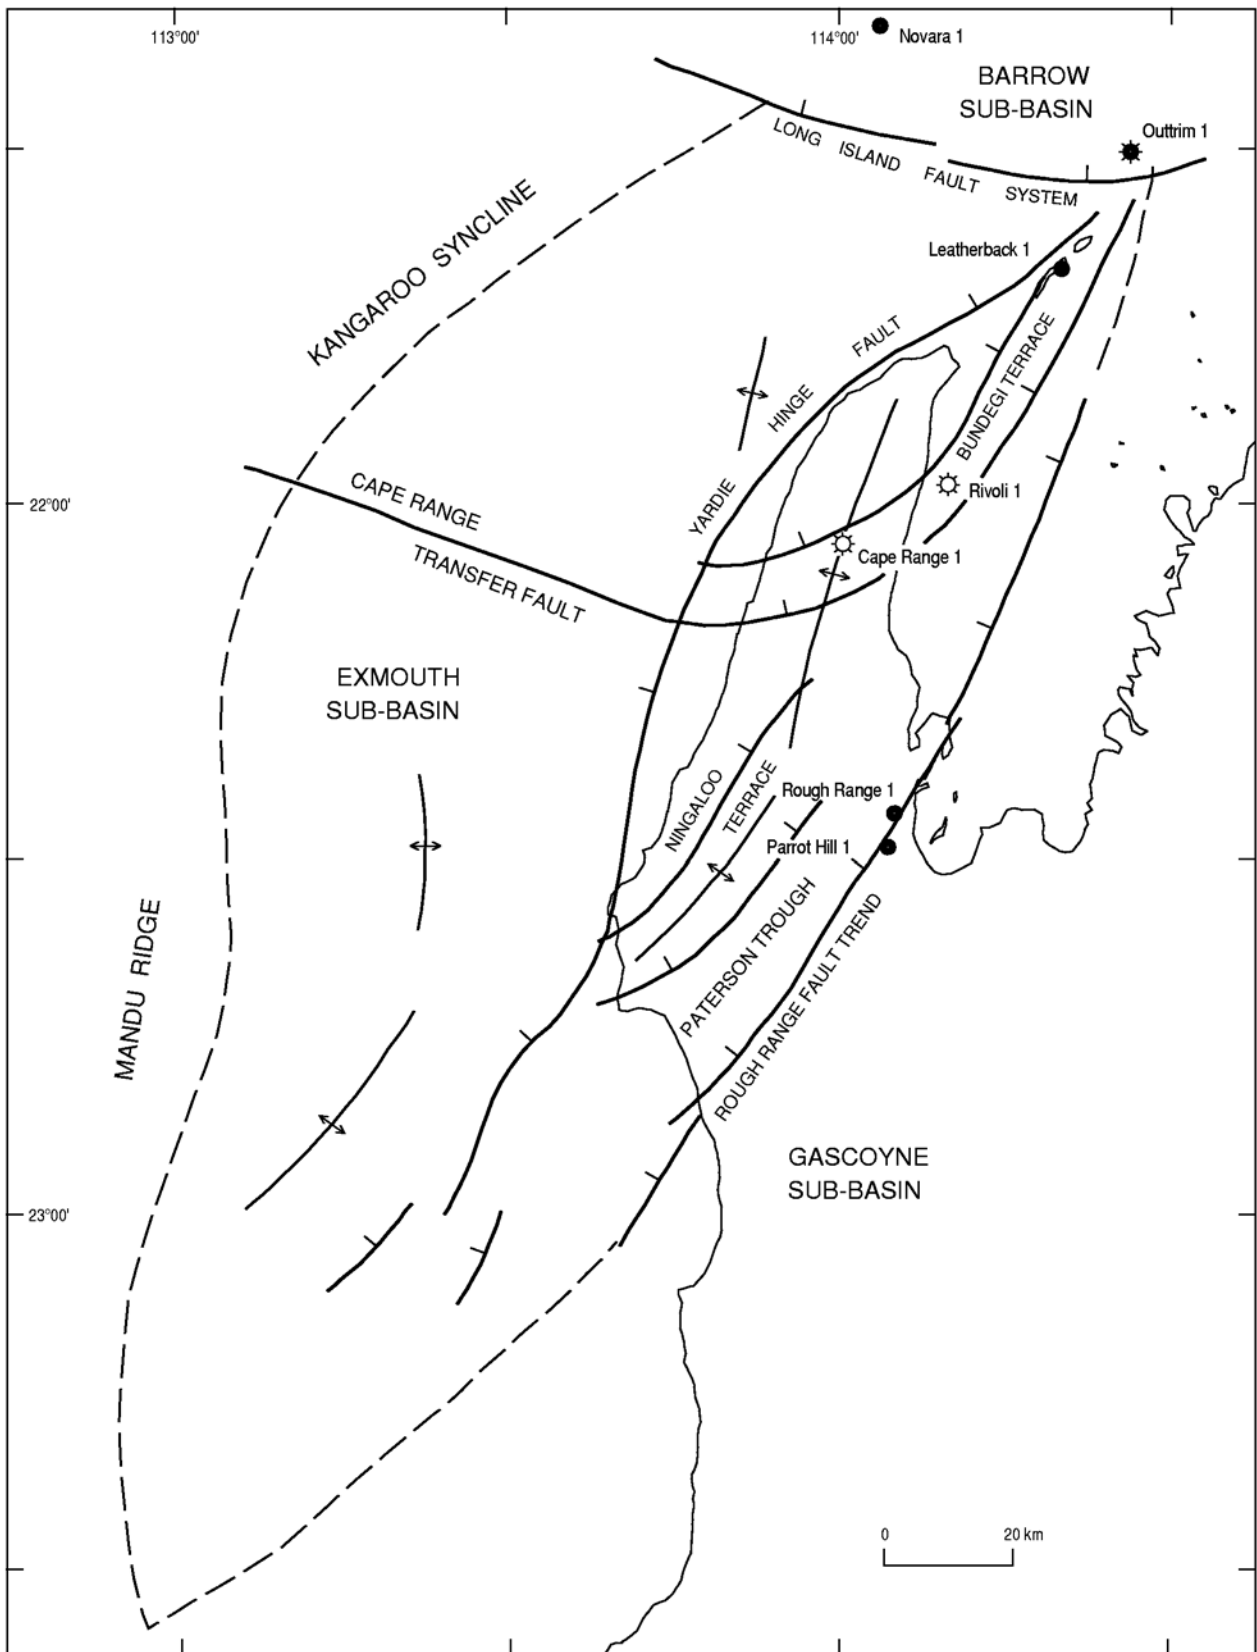 113°00'
114°00'
Novara 1
BARROW
SUB-BASIN
Outtrim 1
LONG ISLAND FAULT SYSTEM
KANGAROO SYNCLINE
Leatherback 1
YARDIE HINGE FAULT
BUNDEGI TERRACE
22°00'
CAPE RANGE
TRANSFER FAULT
Rivoli 1
Cape Range 1
EXMOUTH
SUB-BASIN
NINGALOO
TERRACE
Rough Range 1
Parrot Hill 1
MANDU RIDGE
PATERSON TROUGH
ROUGH RANGE FAULT TREND
GASCOYNE
SUB-BASIN
23°00'
0 20 km